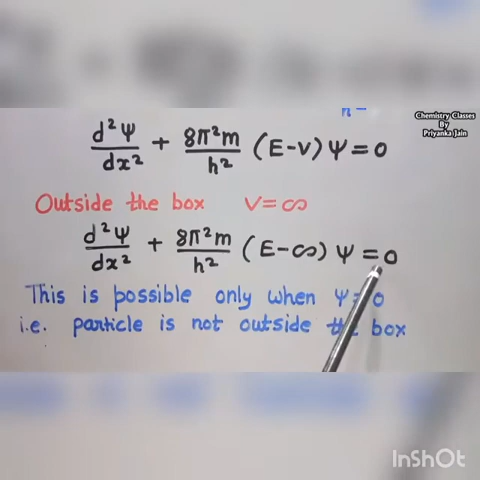 h²
Chemistry Classes
By
Priyanka Jain
d²Ψ/dx² + 8π²m/h² (E-V) Ψ = 0
Outside the box V = ∞
d²Ψ/dx² + 8π²m/h² (E-∞) Ψ = 0
This is possible only when Ψ = 0
i.e. particle is not outside the box
InShOt